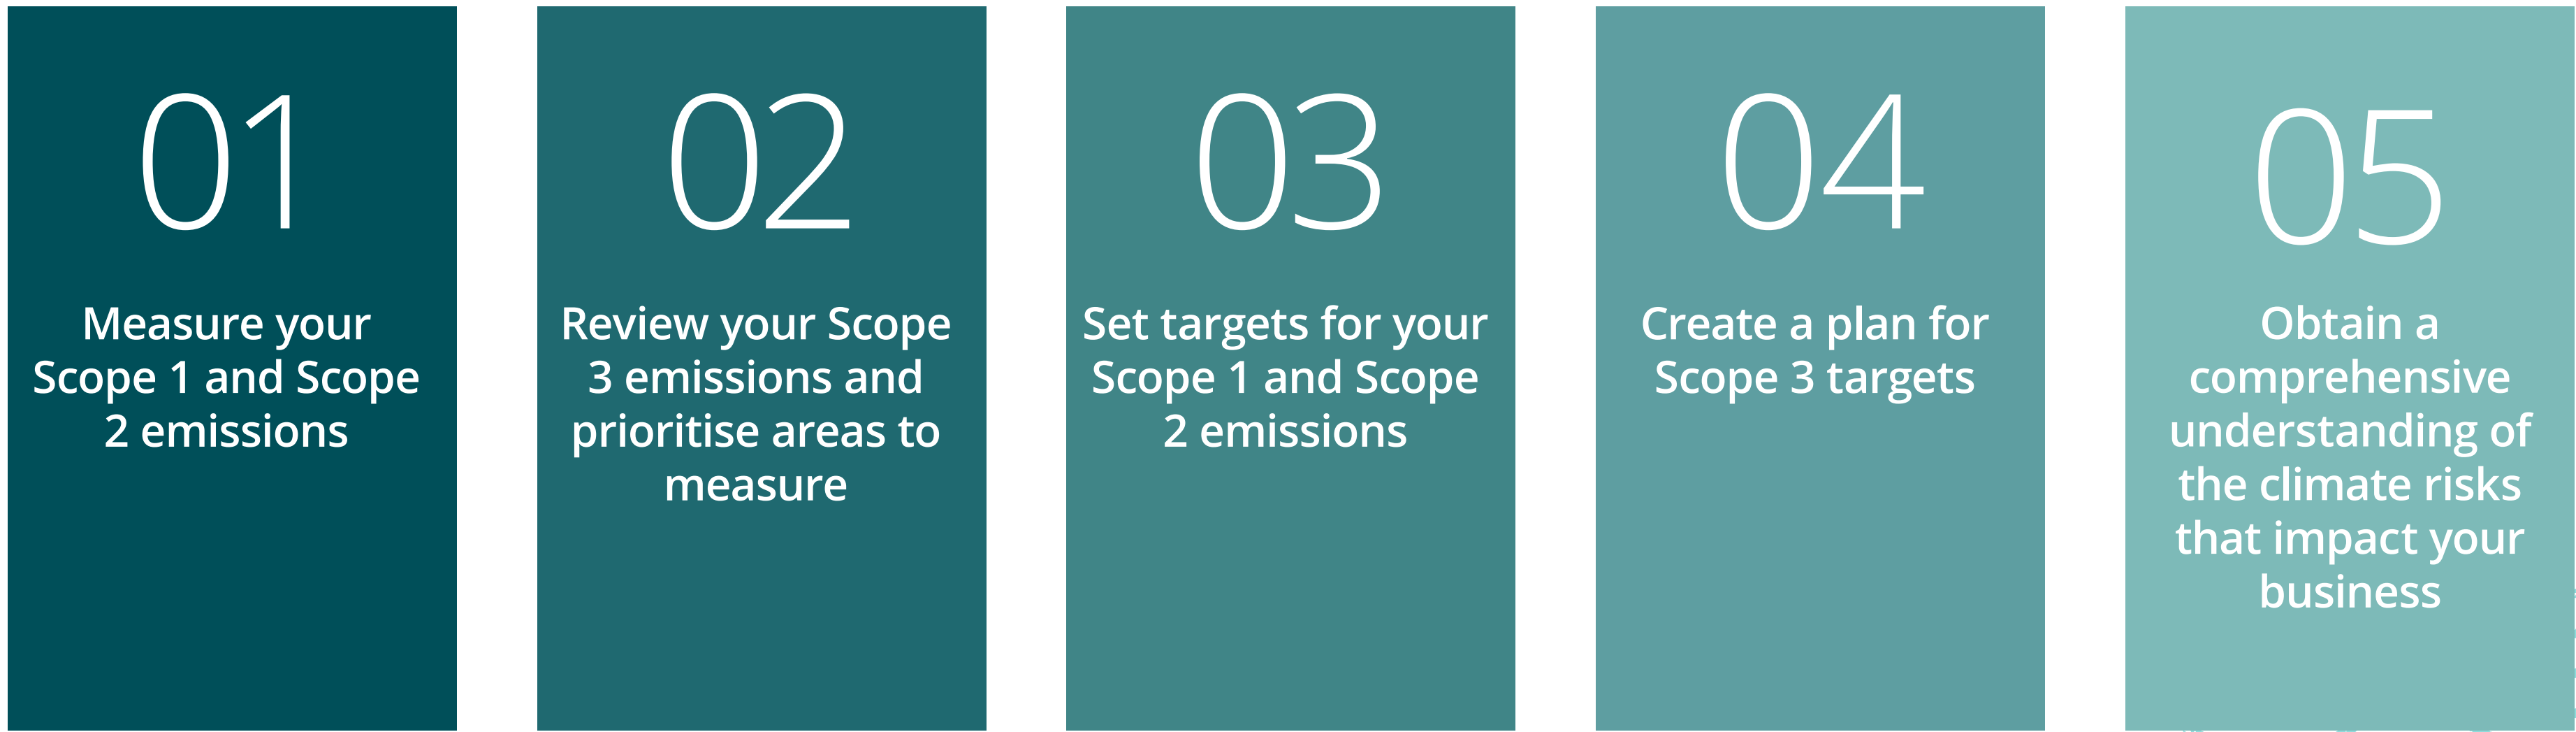 01
Measure your
Scope 1 and Scope
2 emissions
02
Review your Scope
3 emissions and
prioritise areas to
measure
03
Set targets for your
Scope 1 and Scope
2 emissions
04
Create a plan for
Scope 3 targets
05
Obtain a
comprehensive
understanding of
the climate risks
that impact your
business